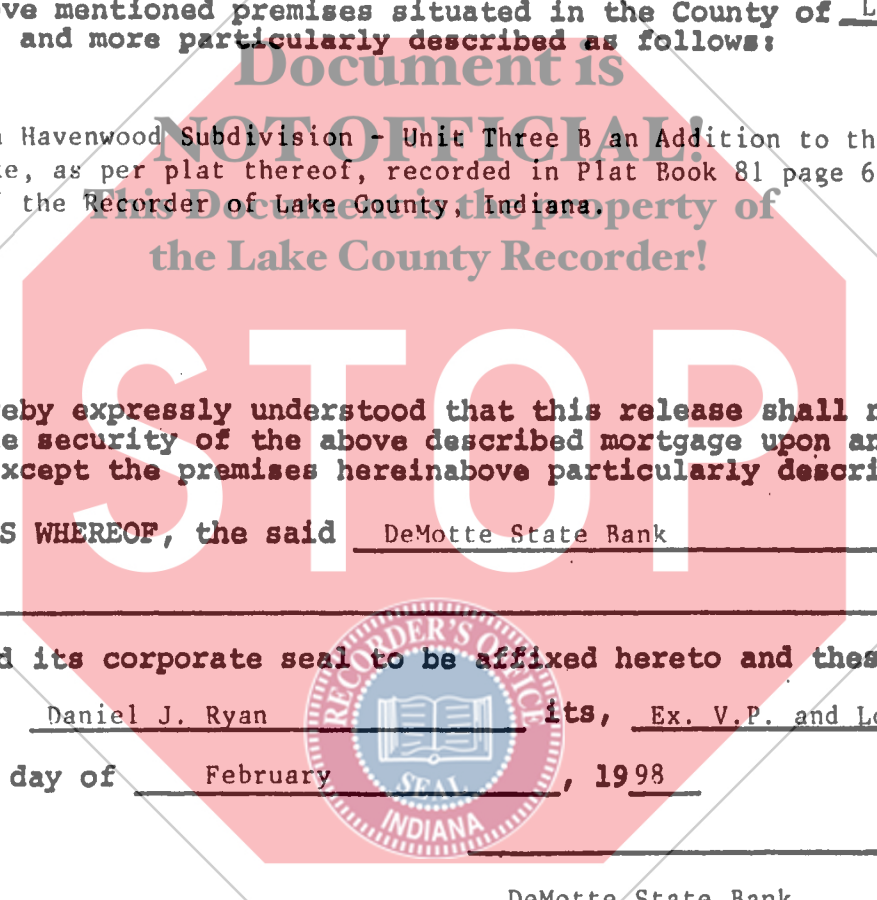 ve mentioned premises situated in the County of L
and more particularly described as follows:
Document is
Havenwood Subdivision - Unit Three B an Addition to th
NOT OFFICIAL!
ke, as per plat thereof, recorded in Plat Book 81 page 6
the Recorder of Lake County, Indiana.
This Document is the property of
the Lake County Recorder!
STOP
eby expressly understood that this release shall
e security of the above described mortgage upon an
xcept the premises hereinabove particularly descri
S WHEREOF, the said DeMotte State Bank
RECORDER'S OFFICE
d its corporate seal to be affixed hereto and thes
Daniel J. Ryan its, Ex. V.P. and Lo
day of February, 1998
SEAL
INDIANA
DeMotte State Bank